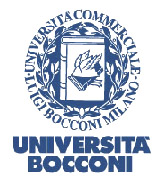 UNIVERSITÀ COMMERCIALE
LUIGI BOCCONI MILANO
UNIVERSITÀ
BOCCONI